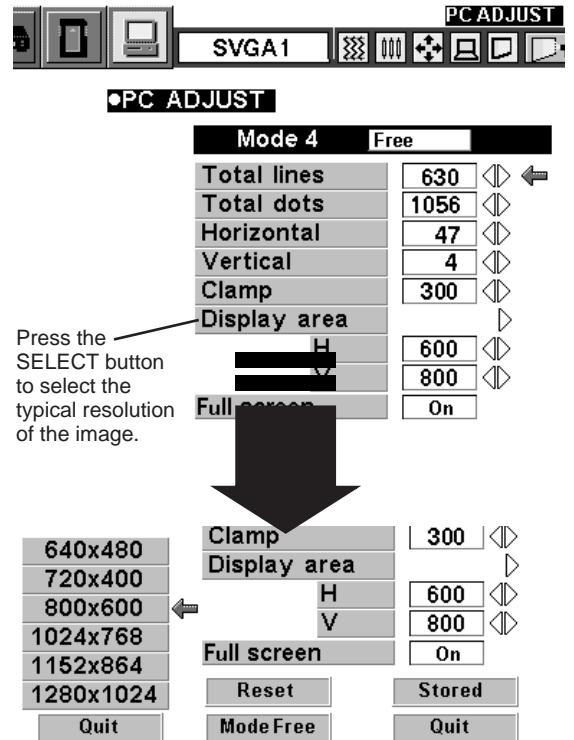 PC ADJUST
SVGA1
●PC ADJUST
Mode 4 Free
Total lines 630
Total dots 1056
Horizontal 47
Vertical 4
Clamp 300
Display area
H 600
V 800
Full screen On
Press the
SELECT button
to select the
typical resolution
of the image.
Clamp 300
Display area
H 600
V 800
Full screen On
Reset Stored
Mode Free Quit
640x480
720x400
800x600
1024x768
1152x864
1280x1024
Quit